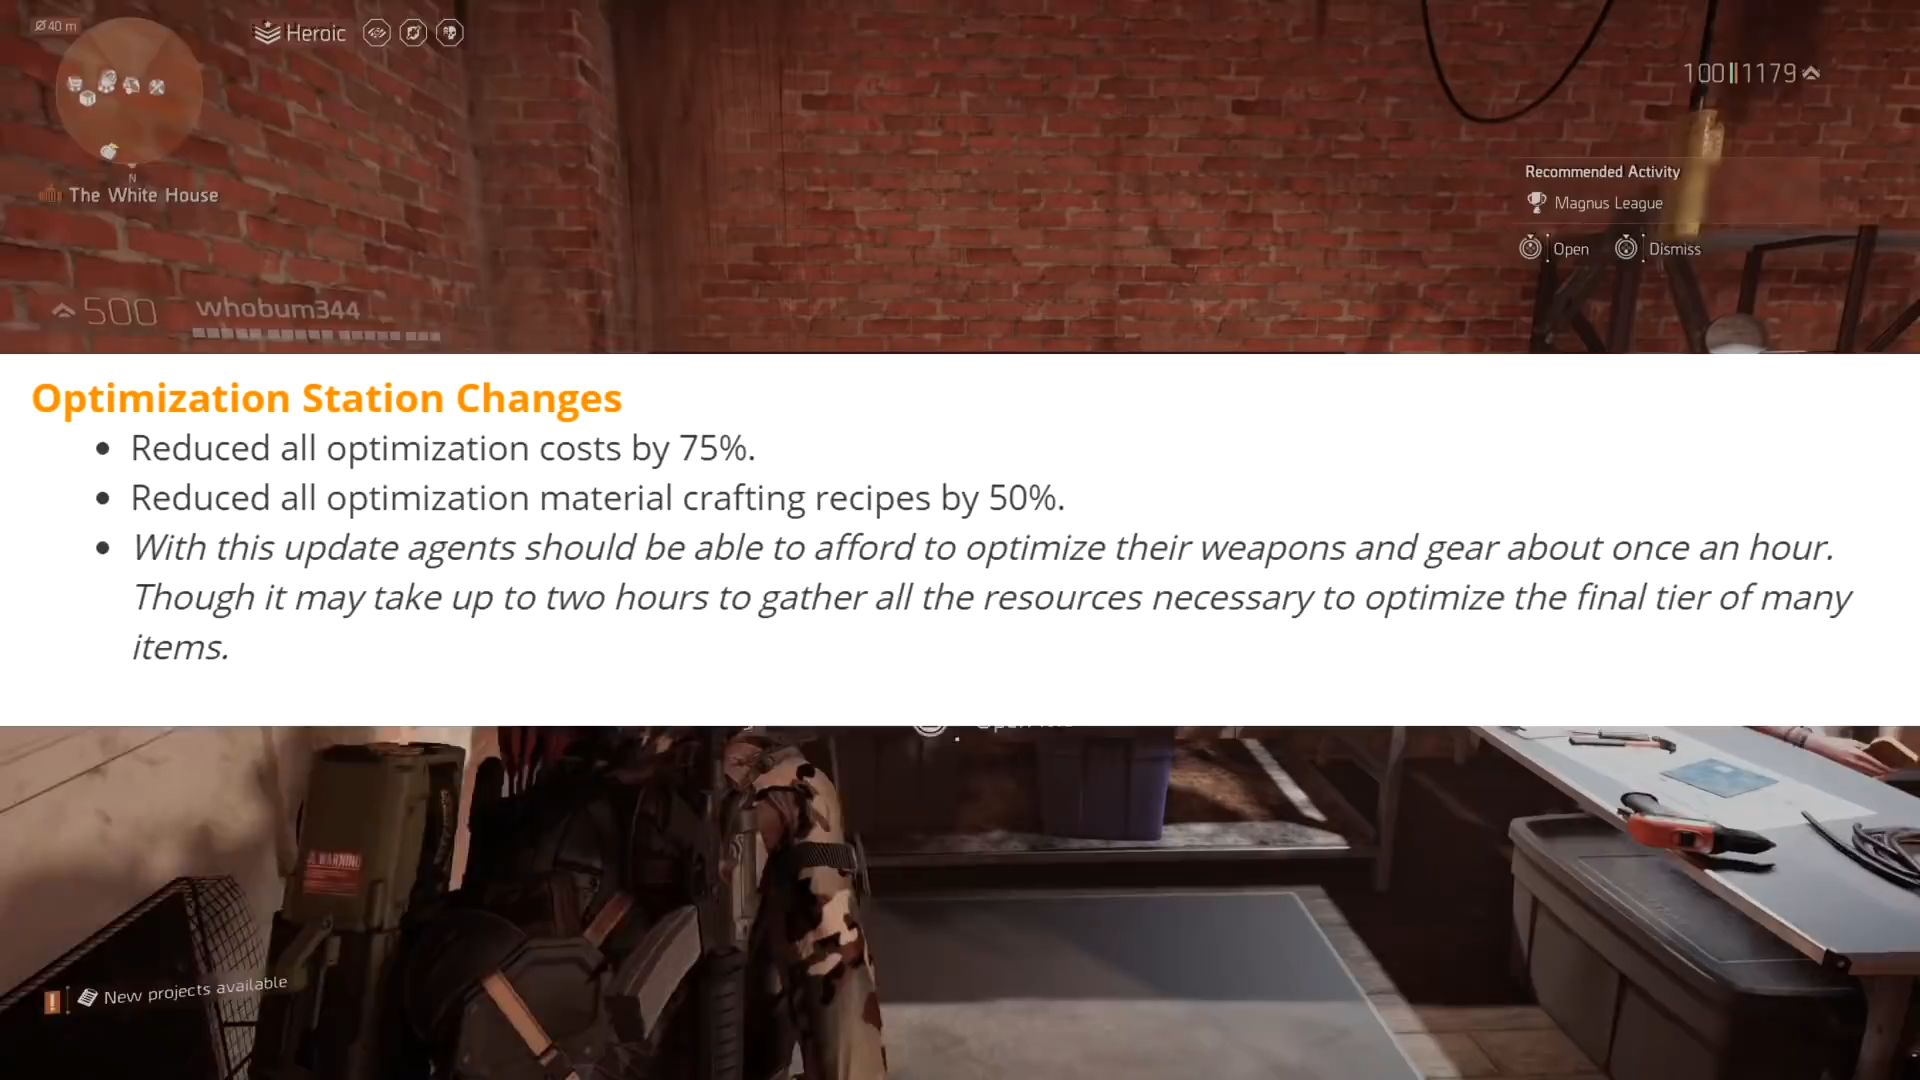 40 m
Heroic
100 1179
N
The White House
Recommended Activity
Magnus League
Open
Dismiss
500 whobum344
Optimization Station Changes
• Reduced all optimization costs by 75%.
• Reduced all optimization material crafting recipes by 50%.
• With this update agents should be able to afford to optimize their weapons and gear about once an hour.
Though it may take up to two hours to gather all the resources necessary to optimize the final tier of many
items.
WARNING
New projects available